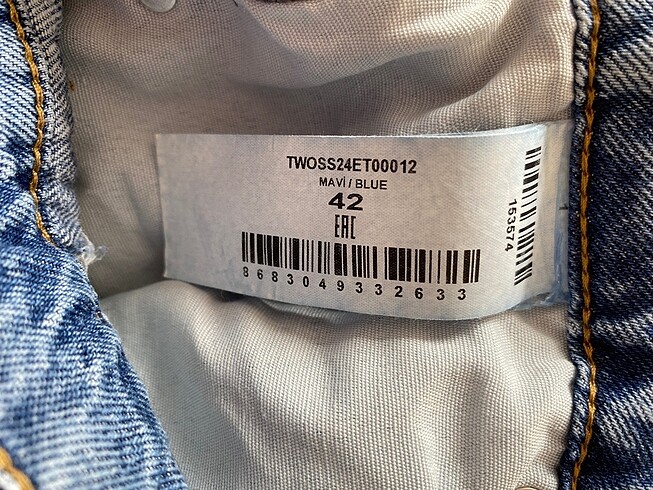 TWOSS24ET00012
MAVİ / BLUE
42
EAC
8683049332633
153574